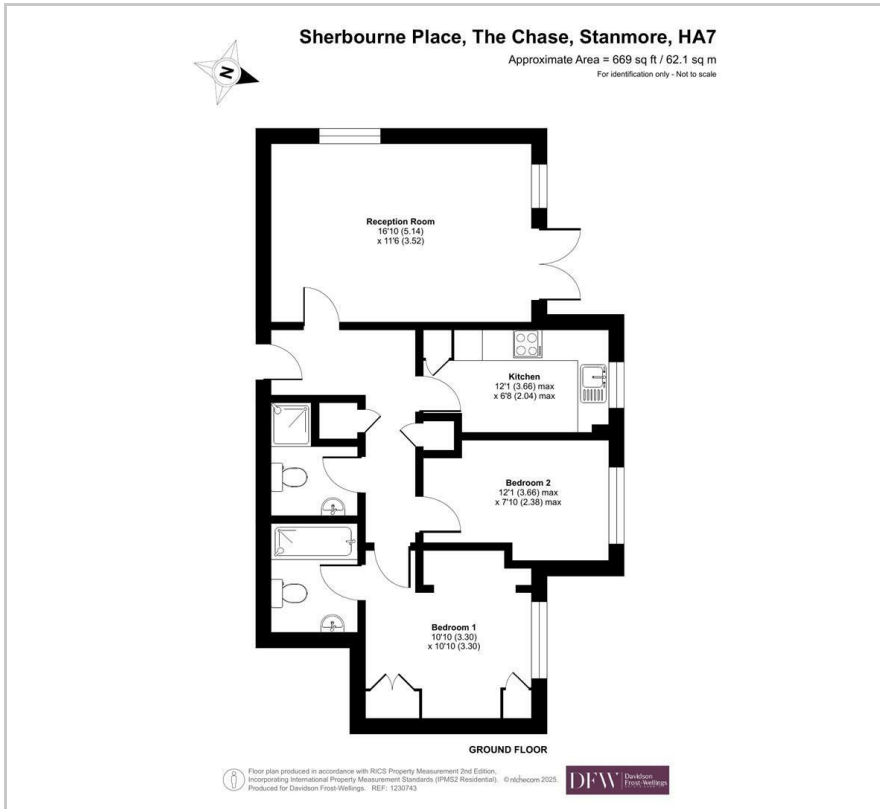 Sherbourne Place, The Chase, Stanmore, HA7
Approximate Area = 669 sq ft / 62.1 sq m
For identification only - Not to scale
N
Reception Room
16'10 (5.14)
x 11'6 (3.52)
Kitchen
12'1 (3.66) max
x 6'8 (2.04) max
Bedroom 2
12'1 (3.66) max
x 7'10 (2.38) max
Bedroom 1
10'10 (3.30)
x 10'10 (3.30)
GROUND FLOOR
Floor plan produced in accordance with RICS Property Measurement 2nd Edition,
Incorporating International Property Measurement Standards (IPMS2 Residential). © nichecom 2025.
Produced for Davidson Frost-Wellings. REF: 1230743
DFW
Davidson
Frost-Wellings